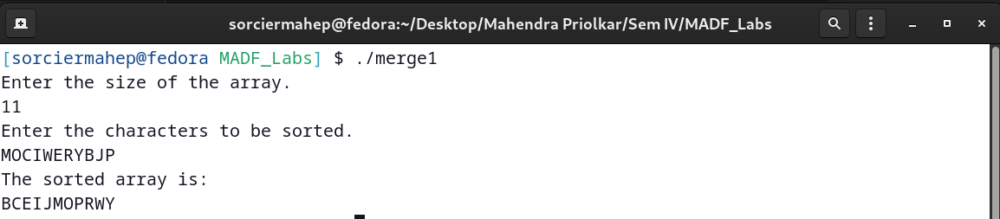 sorciermahep@fedora:~/Desktop/Mahendra Priolkar/Sem IV/MADF_Labs
[sorciermahep@fedora MADF_Labs] $ ./merge1
Enter the size of the array.
11
Enter the characters to be sorted.
MOCIWERYBJP
The sorted array is:
BCEIJMOPRWY